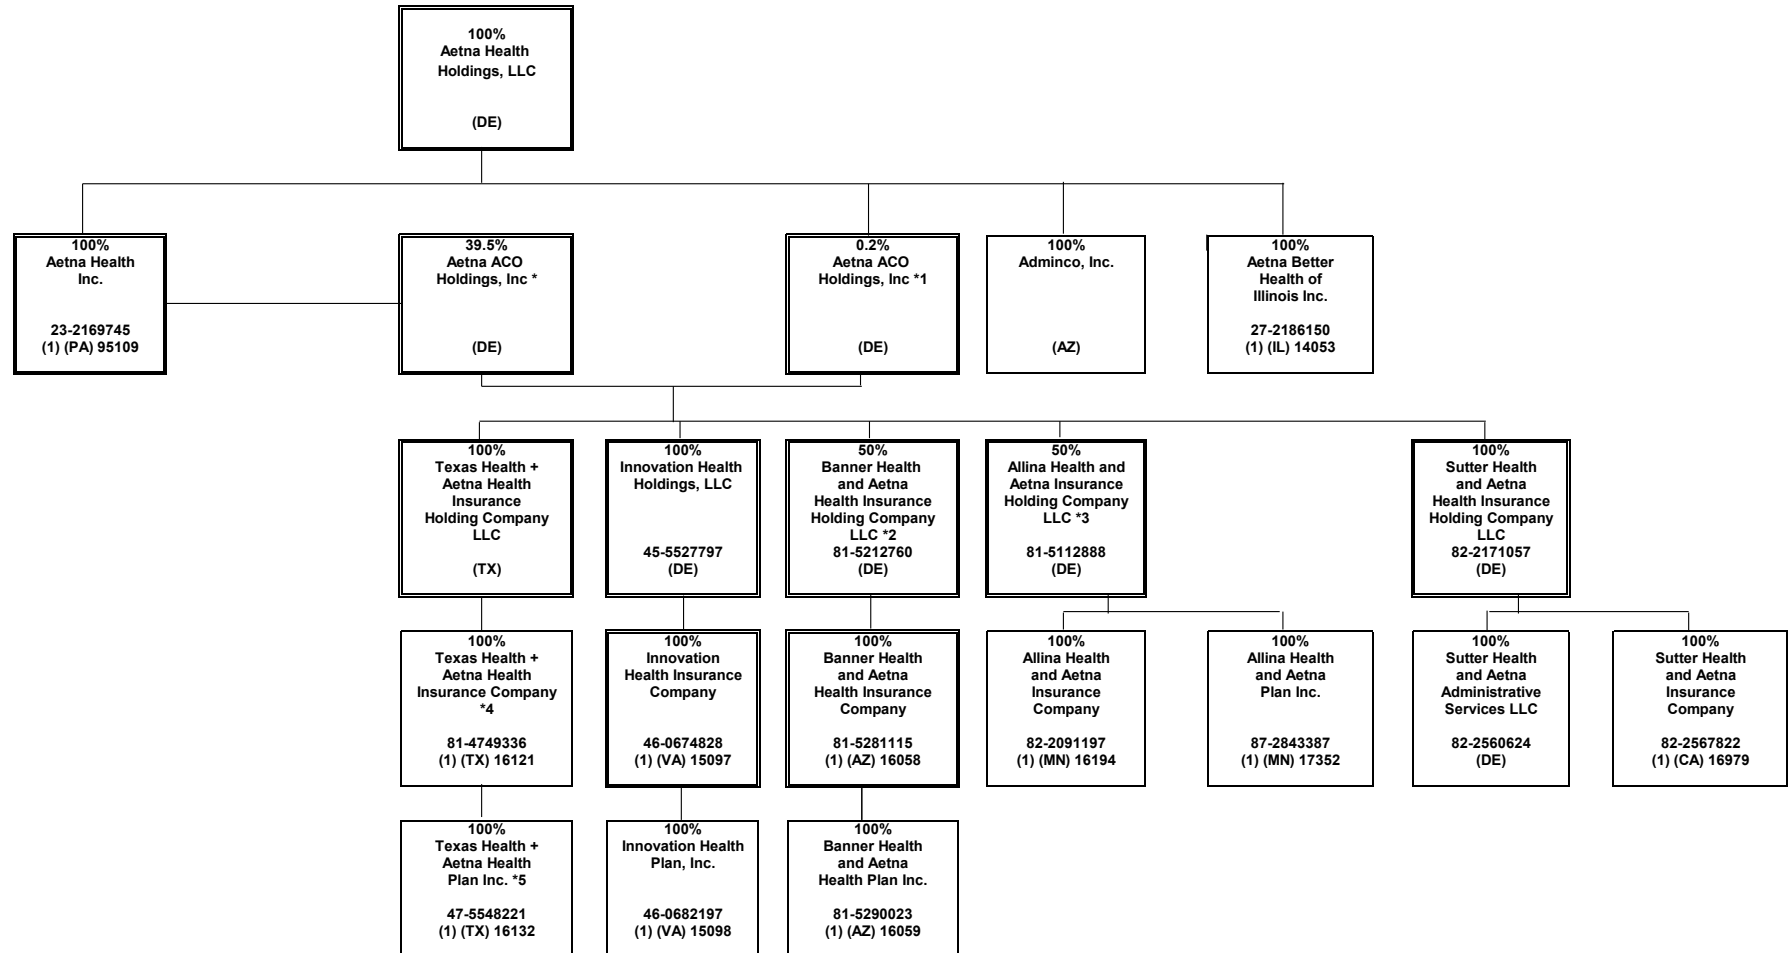 100%
Aetna Health
Holdings, LLC
(DE)
100%
Aetna Health
Inc.
23-2169745
(1) (PA) 95109
39.5%
Aetna ACO
Holdings, Inc *
(DE)
0.2%
Aetna ACO
Holdings, Inc *1
(DE)
100%
Adminco, Inc.
(AZ)
100%
Aetna Better
Health of
Illinois Inc.
27-2186150
(1) (IL) 14053
100%
Texas Health +
Aetna Health
Insurance
Holding Company
LLC
(TX)
100%
Innovation Health
Holdings, LLC
45-5527797
(DE)
50%
Banner Health
and Aetna
Health Insurance
Holding Company
LLC *2
81-5212760
(DE)
50%
Allina Health and
Aetna Insurance
Holding Company
LLC *3
81-5112888
(DE)
100%
Sutter Health
and Aetna
Health Insurance
Holding Company
LLC
82-2171057
(DE)
100%
Texas Health +
Aetna Health
Insurance Company
*4
81-4749336
(1) (TX) 16121
100%
Innovation
Health Insurance
Company
46-0674828
(1) (VA) 15097
100%
Banner Health
and Aetna
Health Insurance
Company
81-5281115
(1) (AZ) 16058
100%
Allina Health
and Aetna
Insurance
Company
82-2091197
(1) (MN) 16194
100%
Allina Health
and Aetna
Plan Inc.
87-2843387
(1) (MN) 17352
100%
Sutter Health
and Aetna
Administrative
Services LLC
82-2560624
(DE)
100%
Sutter Health
and Aetna
Insurance
Company
82-2567822
(1) (CA) 16979
100%
Texas Health +
Aetna Health
Plan Inc. *5
47-5548221
(1) (TX) 16132
100%
Innovation Health
Plan, Inc.
46-0682197
(1) (VA) 15098
100%
Banner Health
and Aetna
Health Plan Inc.
81-5290023
(1) (AZ) 16059